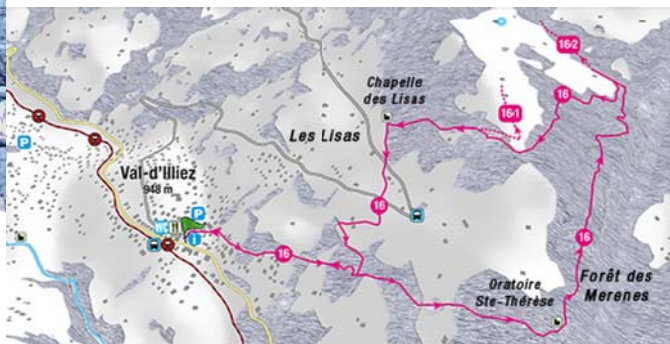 16-2
16
Chapelle
des Lisas
16-1
Les Lisas
P
Val-d'Illiez
948 m
16
P
WC
i
16
16
Oratoire
Ste-Thérèse
Forêt des
Merenes